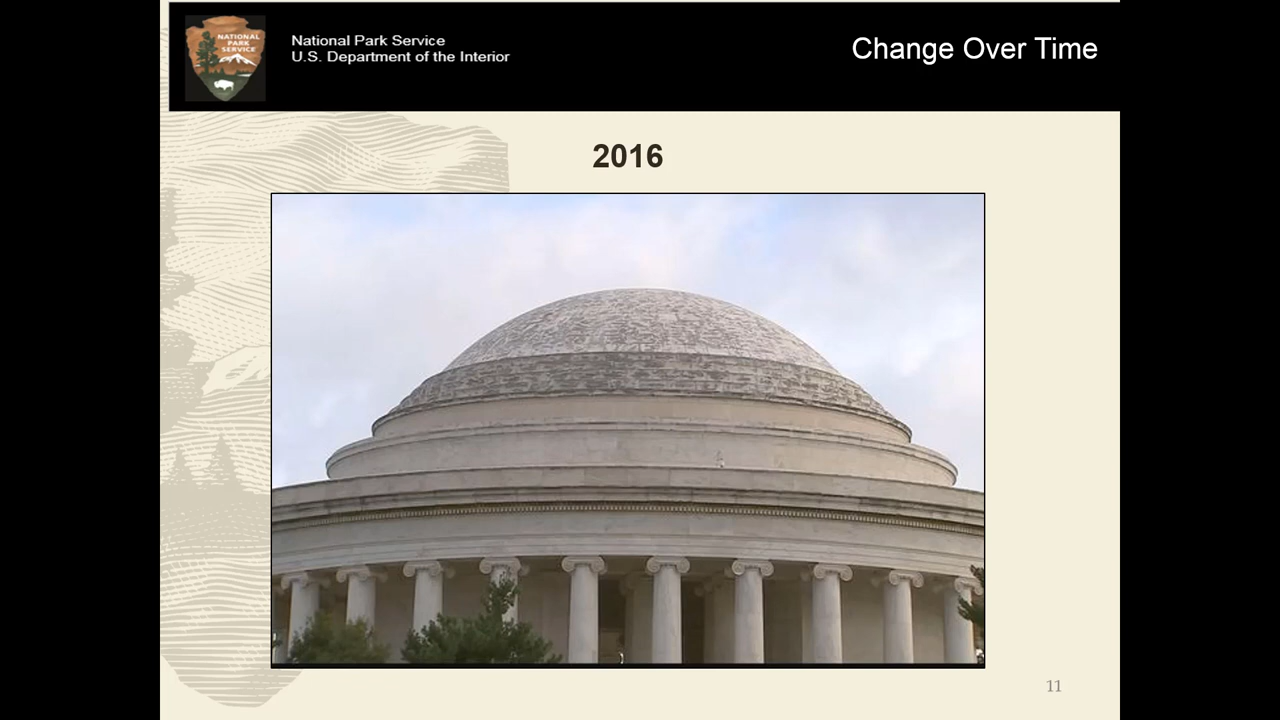 NATIONAL
PARK
SERVICE
National Park Service
U.S. Department of the Interior
Change Over Time
2016
11